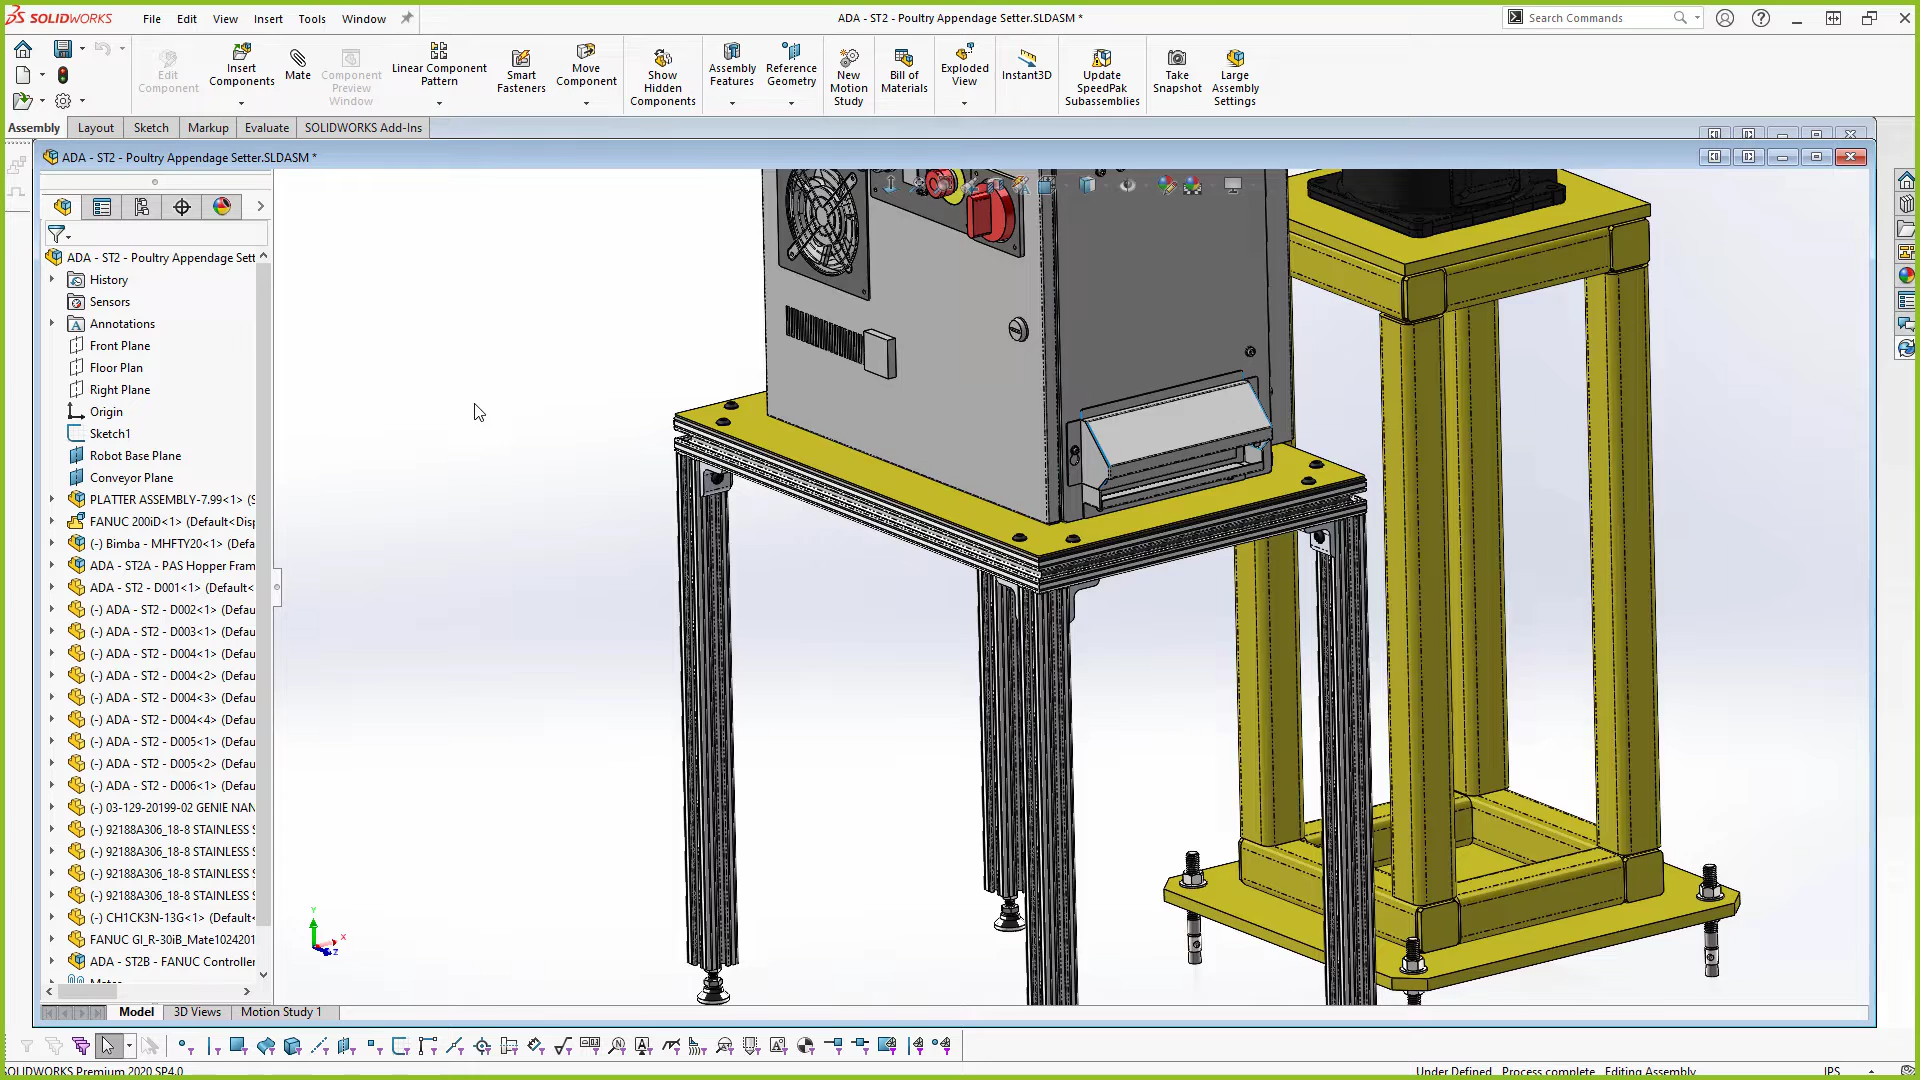 SOLIDWORKS File Edit View Insert Tools Window
ADA - ST2 - Poultry Appendage Setter.SLDASM *
Search Commands
Edit Component
Insert Components
Mate
Component Preview Window
Linear Component Pattern
Smart Fasteners
Move Component
Show Hidden Components
Assembly Features
Reference Geometry
New Motion Study
Bill of Materials
Exploded View
Instant3D
Update SpeedPak Subassemblies
Take Snapshot
Large Assembly Settings
Assembly Layout Sketch Markup Evaluate SOLIDWORKS Add-Ins
ADA - ST2 - Poultry Appendage Setter.SLDASM *
ADA - ST2 - Poultry Appendage Sett
History
Sensors
Annotations
Front Plane
Floor Plan
Right Plane
Origin
Sketch1
Robot Base Plane
Conveyor Plane
PLATTER ASSEMBLY-7.99<1> (S
FANUC 200iD<1> (Default<Disp
(-) Bimba - MHFTY20<1> (Defa
ADA - ST2A - PAS Hopper Fram
ADA - ST2 - D001<1> (Default<
(-) ADA - ST2 - D002<1> (Defau
(-) ADA - ST2 - D003<1> (Defau
(-) ADA - ST2 - D004<1> (Defau
(-) ADA - ST2 - D004<2> (Defau
(-) ADA - ST2 - D004<3> (Defau
(-) ADA - ST2 - D004<4> (Defau
(-) ADA - ST2 - D005<1> (Defau
(-) ADA - ST2 - D005<2> (Defau
(-) ADA - ST2 - D006<1> (Defau
(-) 03-129-20199-02 GENIE NAN
(-) 92188A306_18-8 STAINLESS S
(-) 92188A306_18-8 STAINLESS S
(-) 92188A306_18-8 STAINLESS S
(-) 92188A306_18-8 STAINLESS S
(-) CH1CK3N-13G<1> (Default<
FANUC GI_R-30iB_Mate1024201
ADA - ST2B - FANUC Controller
Mates
Y
X
Z
Model 3D Views Motion Study 1
SOLIDWORKS Premium 2020 SP4.0
Under Defined Process complete Editing Assembly IPS